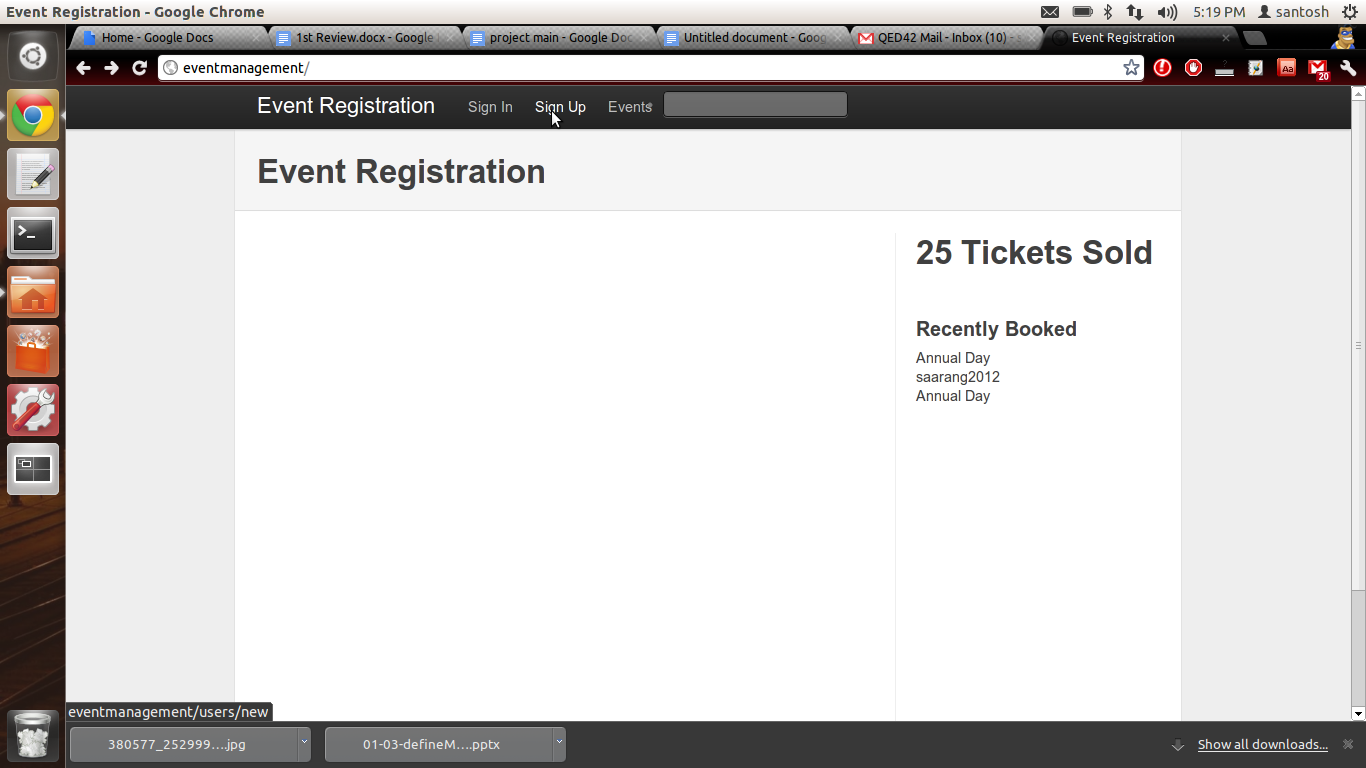 Event Registration - Google Chrome
5:19 PM
santosh
Home - Google Docs
1st Review.docx - Google
project main - Google Doc
Untitled document - Goog
QED42 Mail - Inbox (10) - s
Event Registration
eventmanagement/
Aa
20
Event Registration
Sign In
Sign Up
Events
Event Registration
25 Tickets Sold
Recently Booked
Annual Day
saarang2012
Annual Day
eventmanagement/users/new
380577_252999....jpg
01-03-defineM....pptx
Show all downloads...